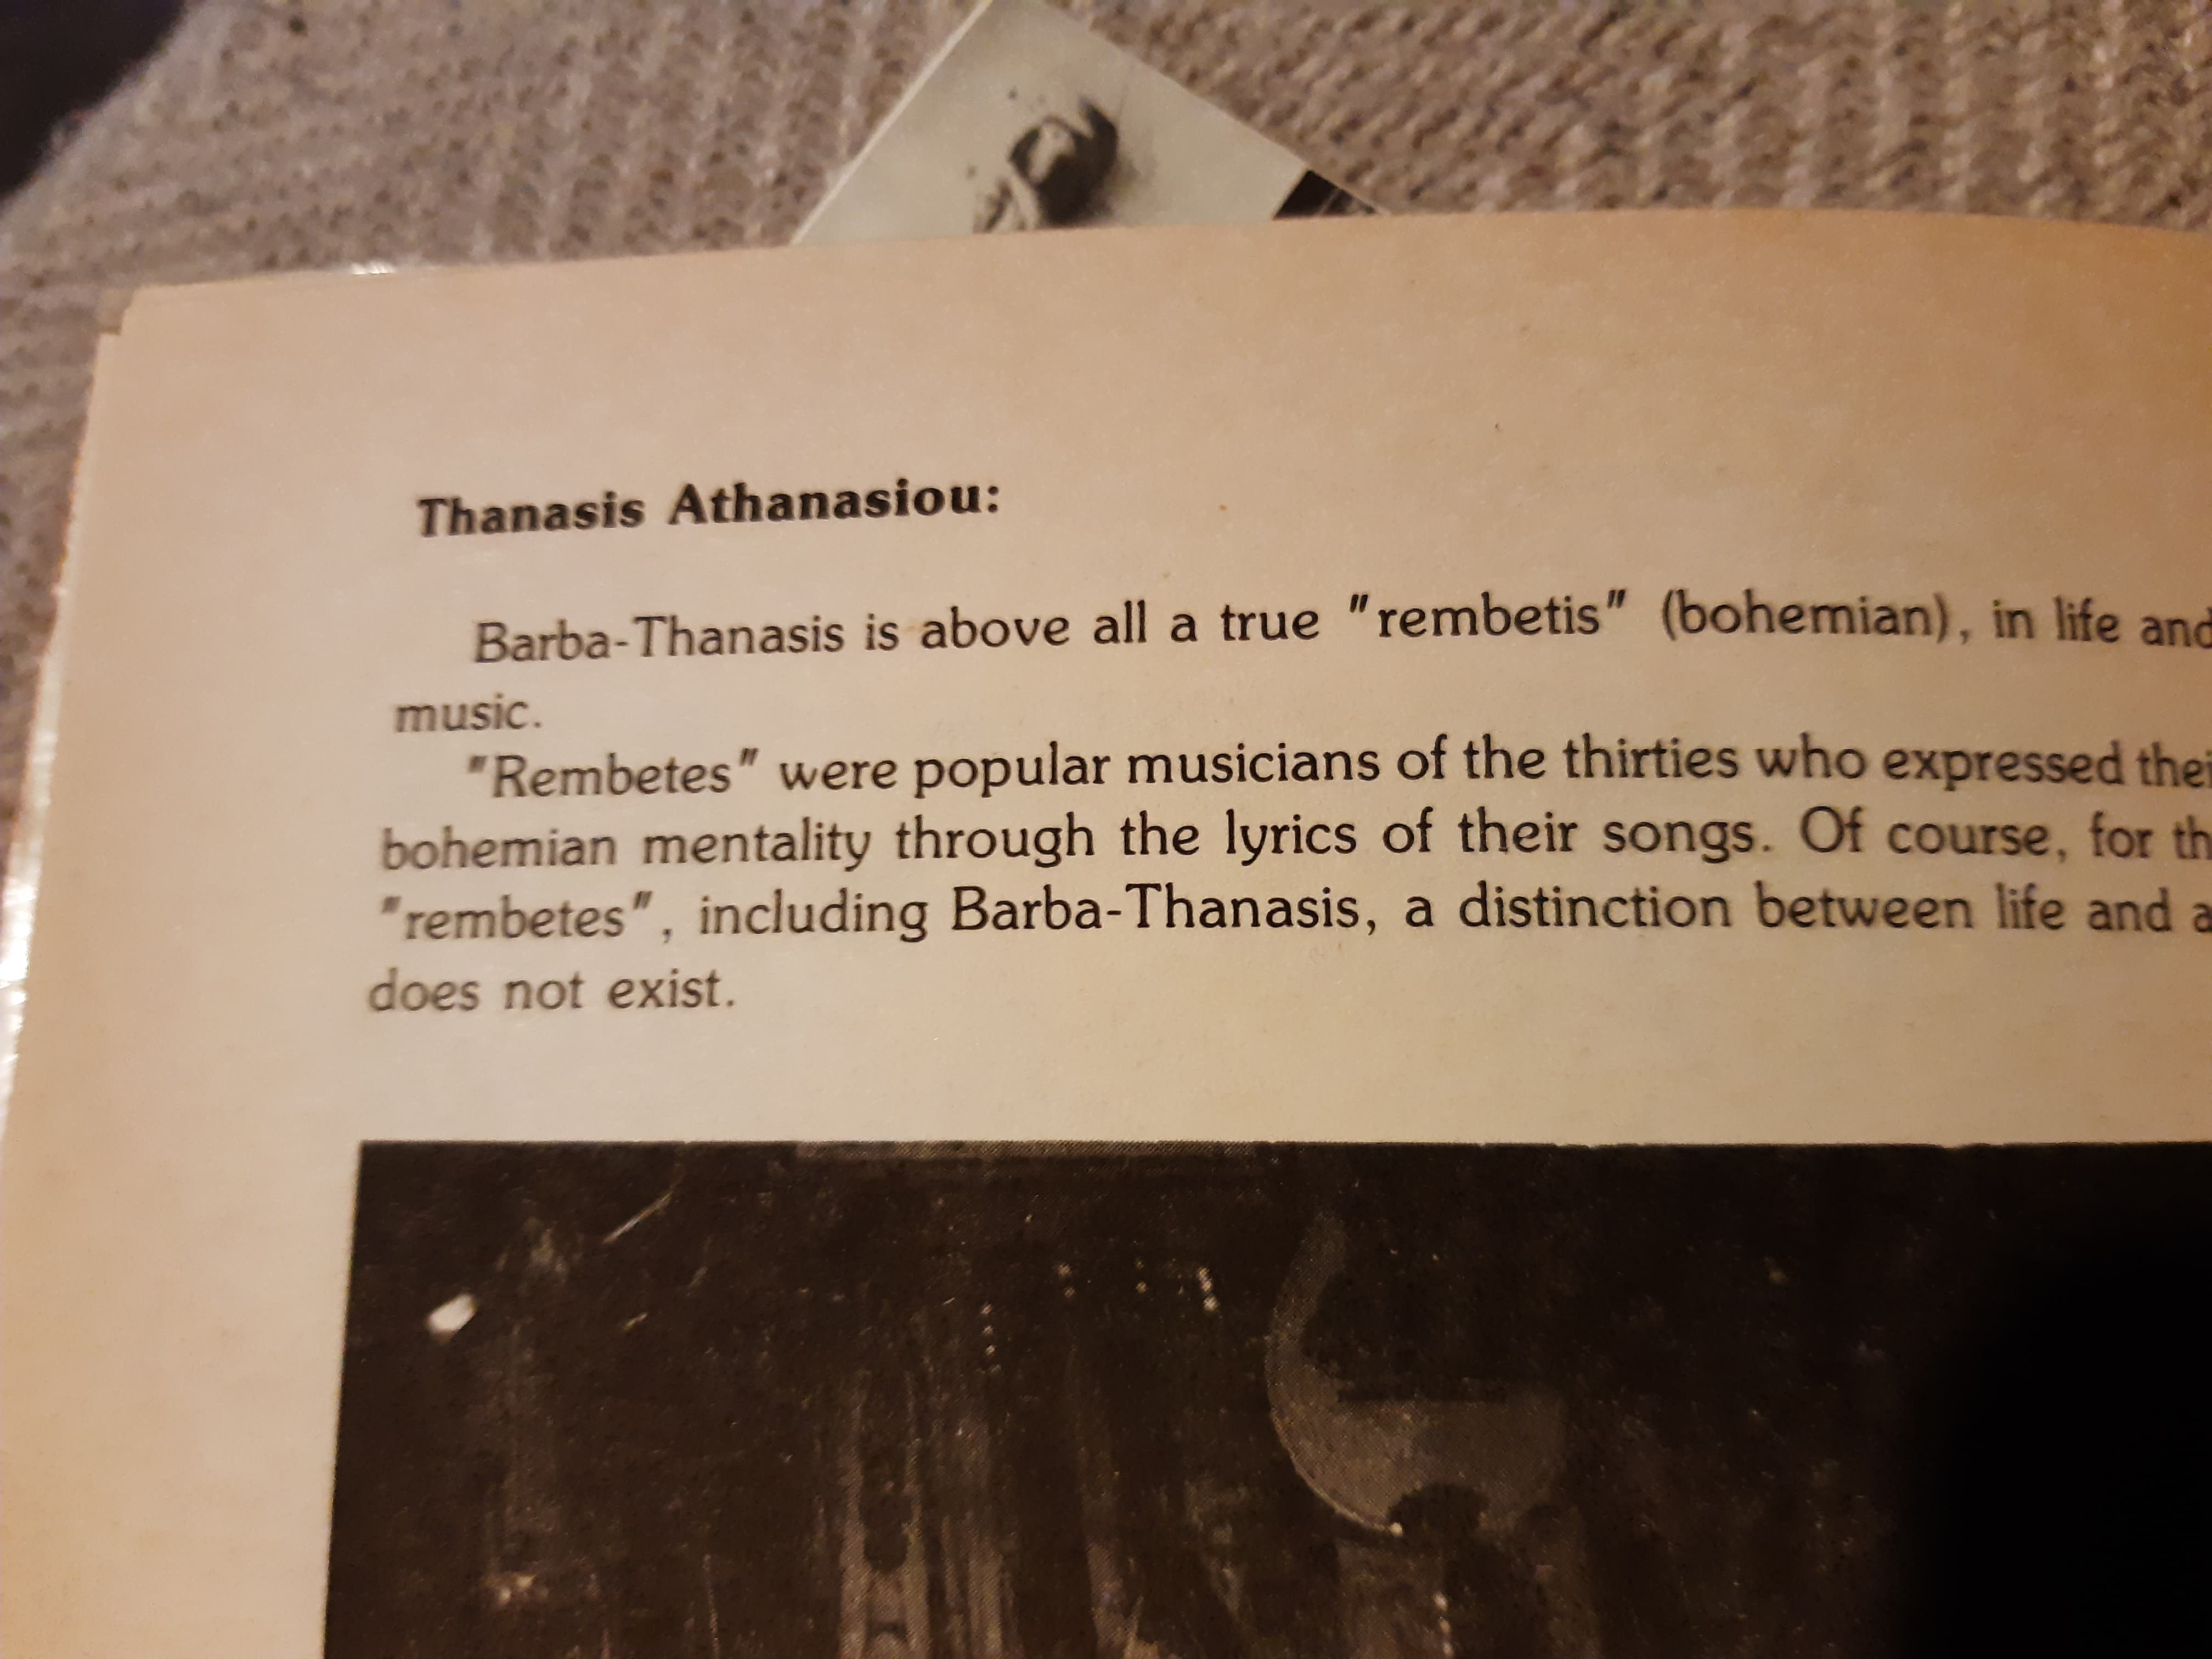 Thanasis Athanasiou:
Barba-Thanasis is above all a true "rembetis" (bohemian), in life and
music.
"Rembetes" were popular musicians of the thirties who expressed
bohemian mentality through the lyrics of their songs. Of course, for
"rembetes", including Barba-Thanasis, a distinction between life and
does not exist.